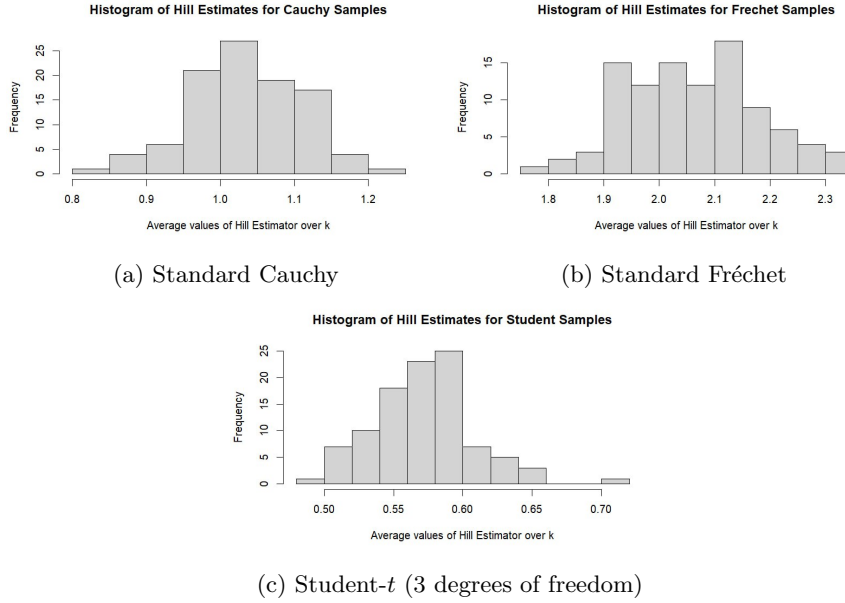 Histogram of Hill Estimates for Cauchy Samples
Frequency
25
20
15
10
5
0
0.8 0.9 1.0 1.1 1.2
Average values of Hill Estimator over k
(a) Standard Cauchy
Histogram of Hill Estimates for Frechet Samples
Frequency
15
10
5
0
1.8 1.9 2.0 2.1 2.2 2.3
Average values of Hill Estimator over k
(b) Standard Fréchet
Histogram of Hill Estimates for Student Samples
Frequency
25
20
15
10
5
0
0.50 0.55 0.60 0.65 0.70
Average values of Hill Estimator over k
(c) Student-t (3 degrees of freedom)